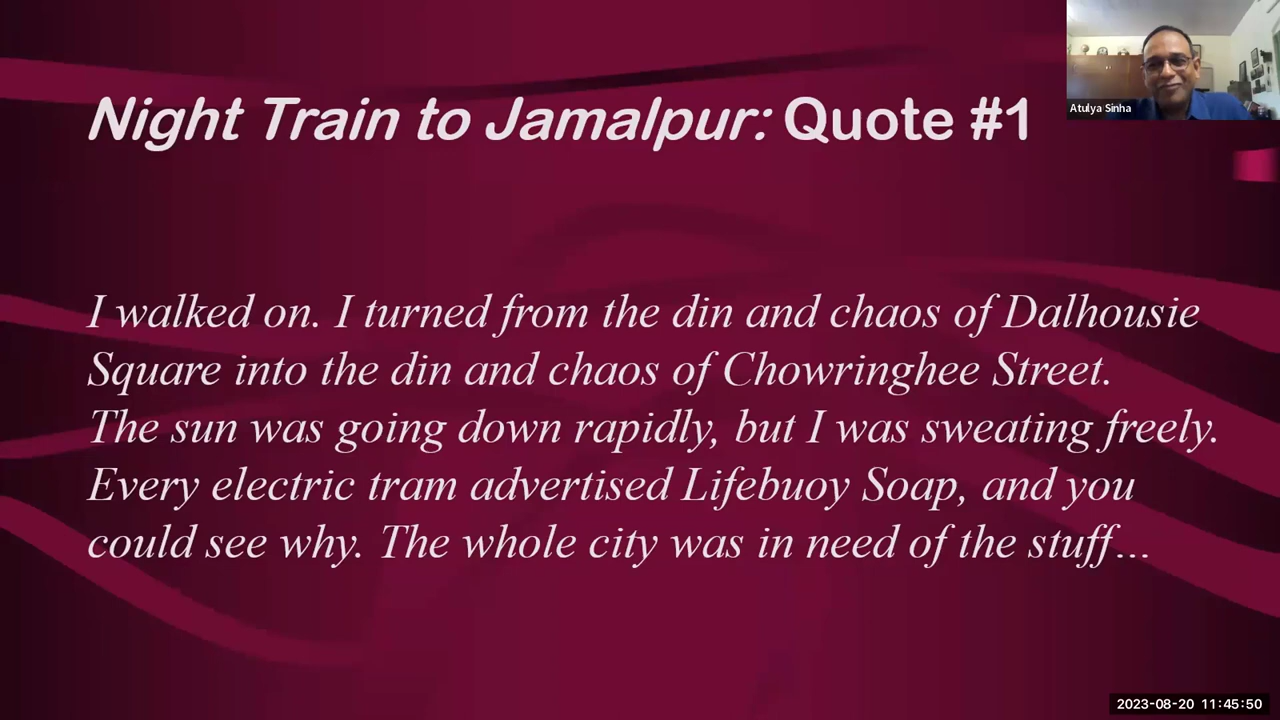 Night Train to Jamalpur: Quote #1
Atulya Sinha
I walked on. I turned from the din and chaos of Dalhousie
Square into the din and chaos of Chowringhee Street.
The sun was going down rapidly, but I was sweating freely.
Every electric tram advertised Lifebuoy Soap, and you
could see why. The whole city was in need of the stuff...
2023-08-20 11:45:50